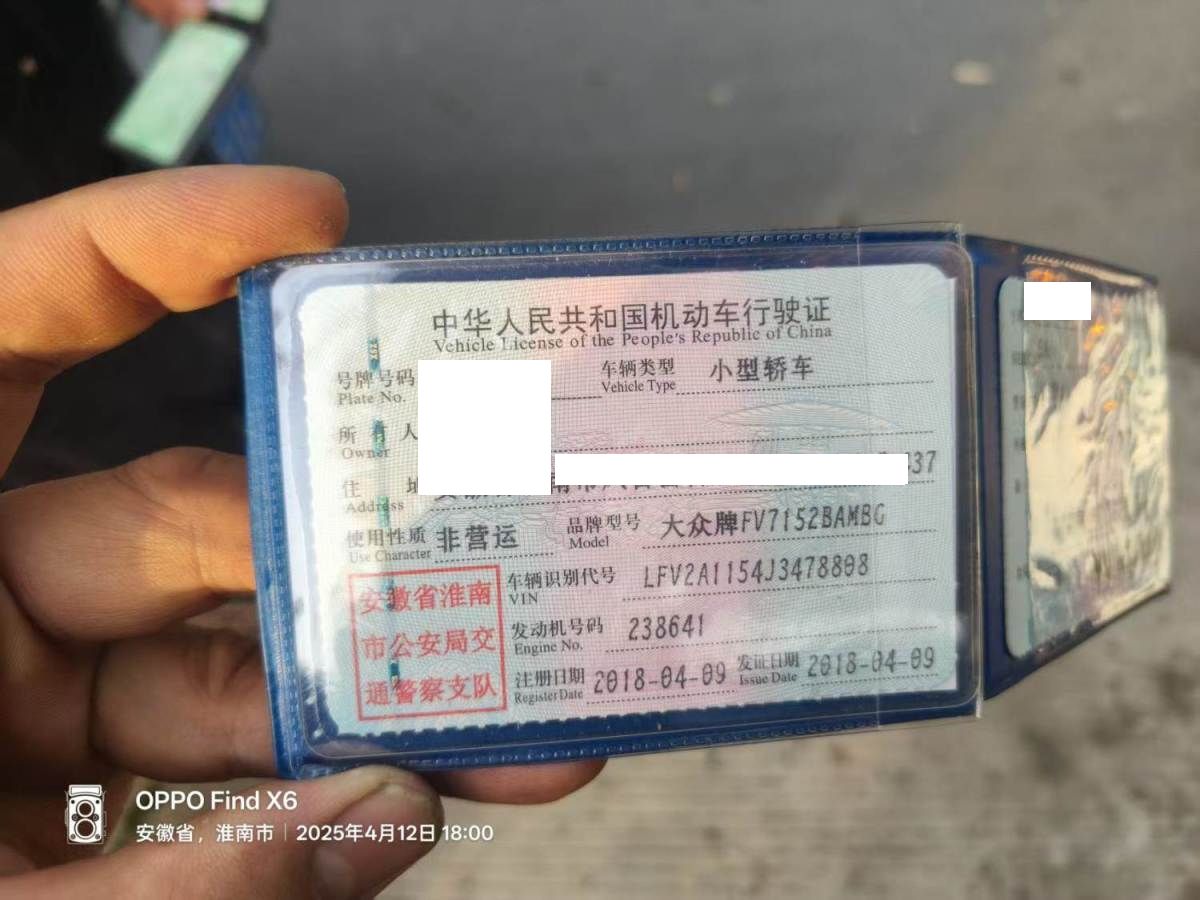 中华人民共和国机动车行驶证
Vehicle License of the People's Republic of China
号牌号码
Plate No.
车辆类型 小型轿车
Vehicle Type
所有人
Owner
住 址
Address
37
使用性质 非营运
Use Character
品牌型号 大众牌FV7152BAMBG
Model
车辆识别代号 LFV2A1154J3478808
VIN
发动机号码 238641
Engine No.
注册日期 2018-04-09
Register Date
发证日期 2018-04-09
Issue Date
安徽省淮南
市公安局交
通警察支队
OPPO Find X6
安徽省，淮南市 | 2025年4月12日 18:00